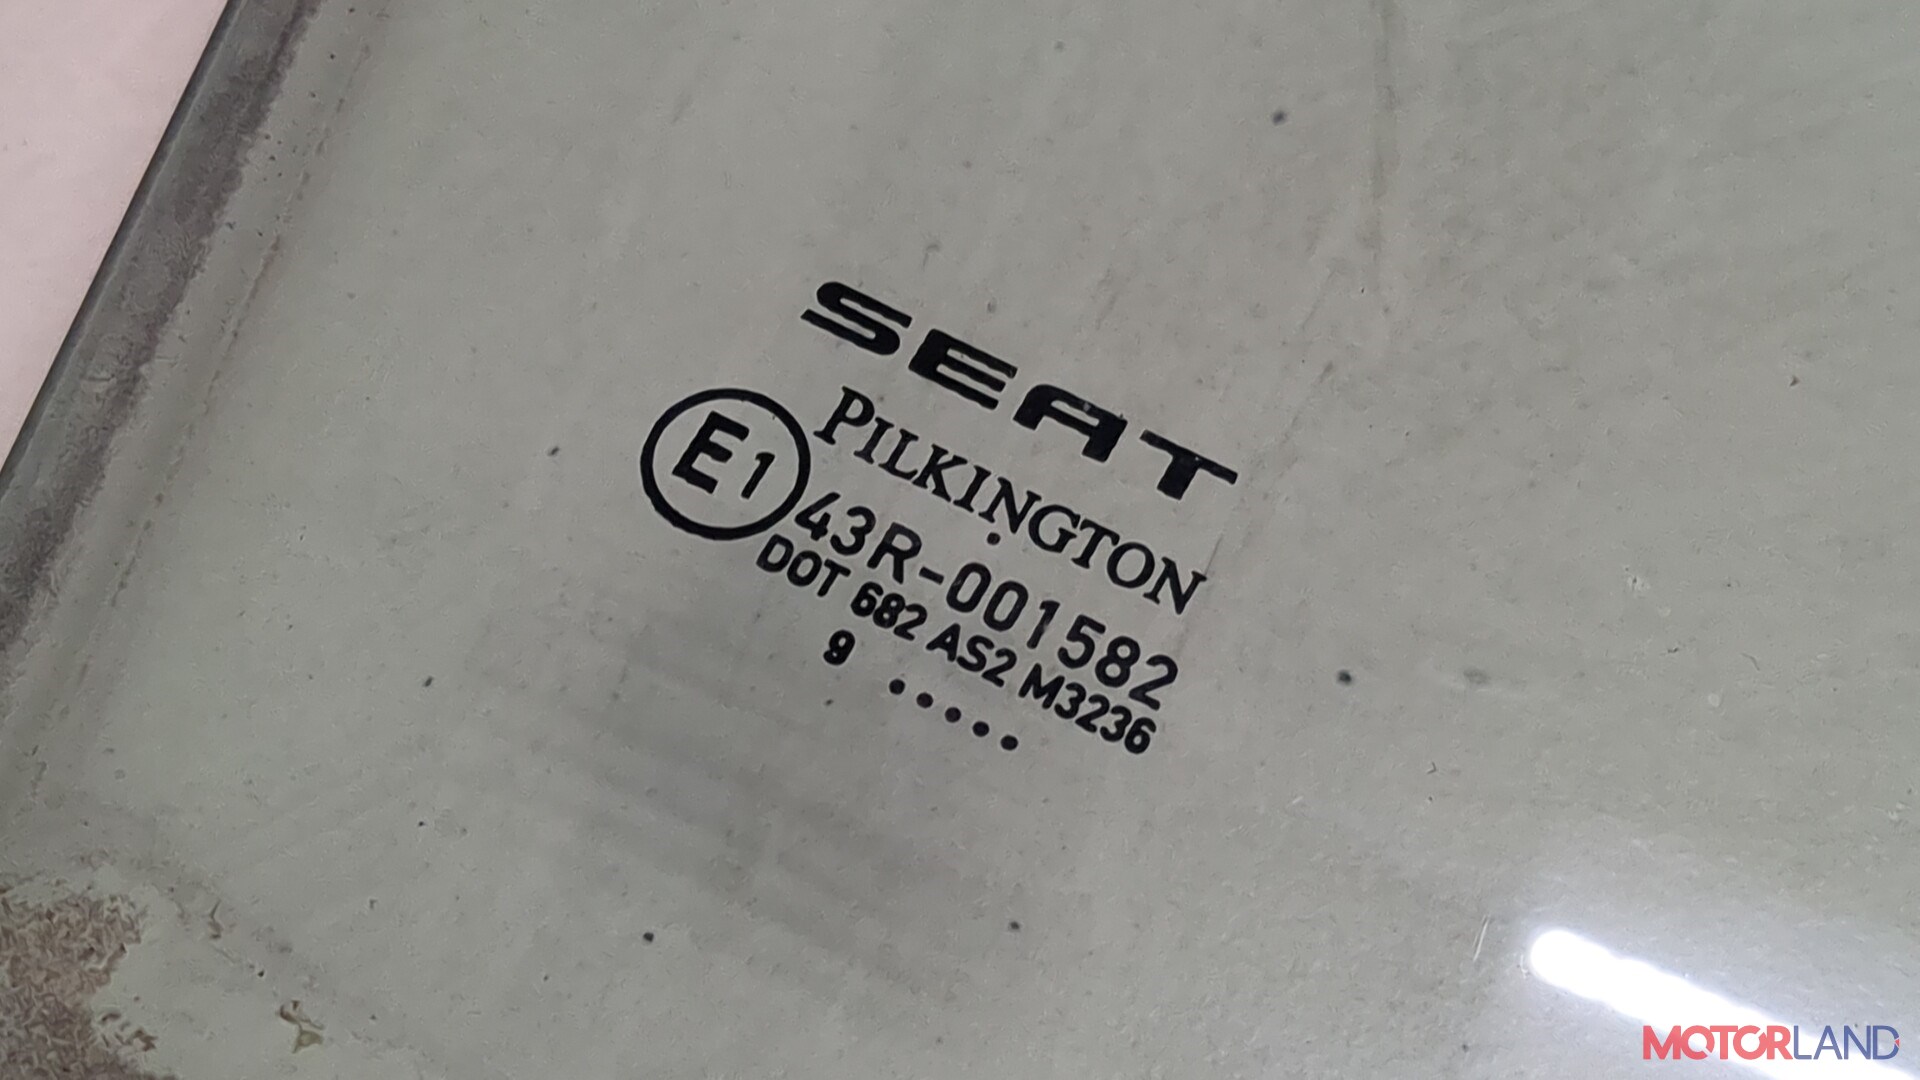 SEAT
PILKINGTON
E1 43R-001582
DOT 682 AS2 M3236
9 .....
MOTORLAND